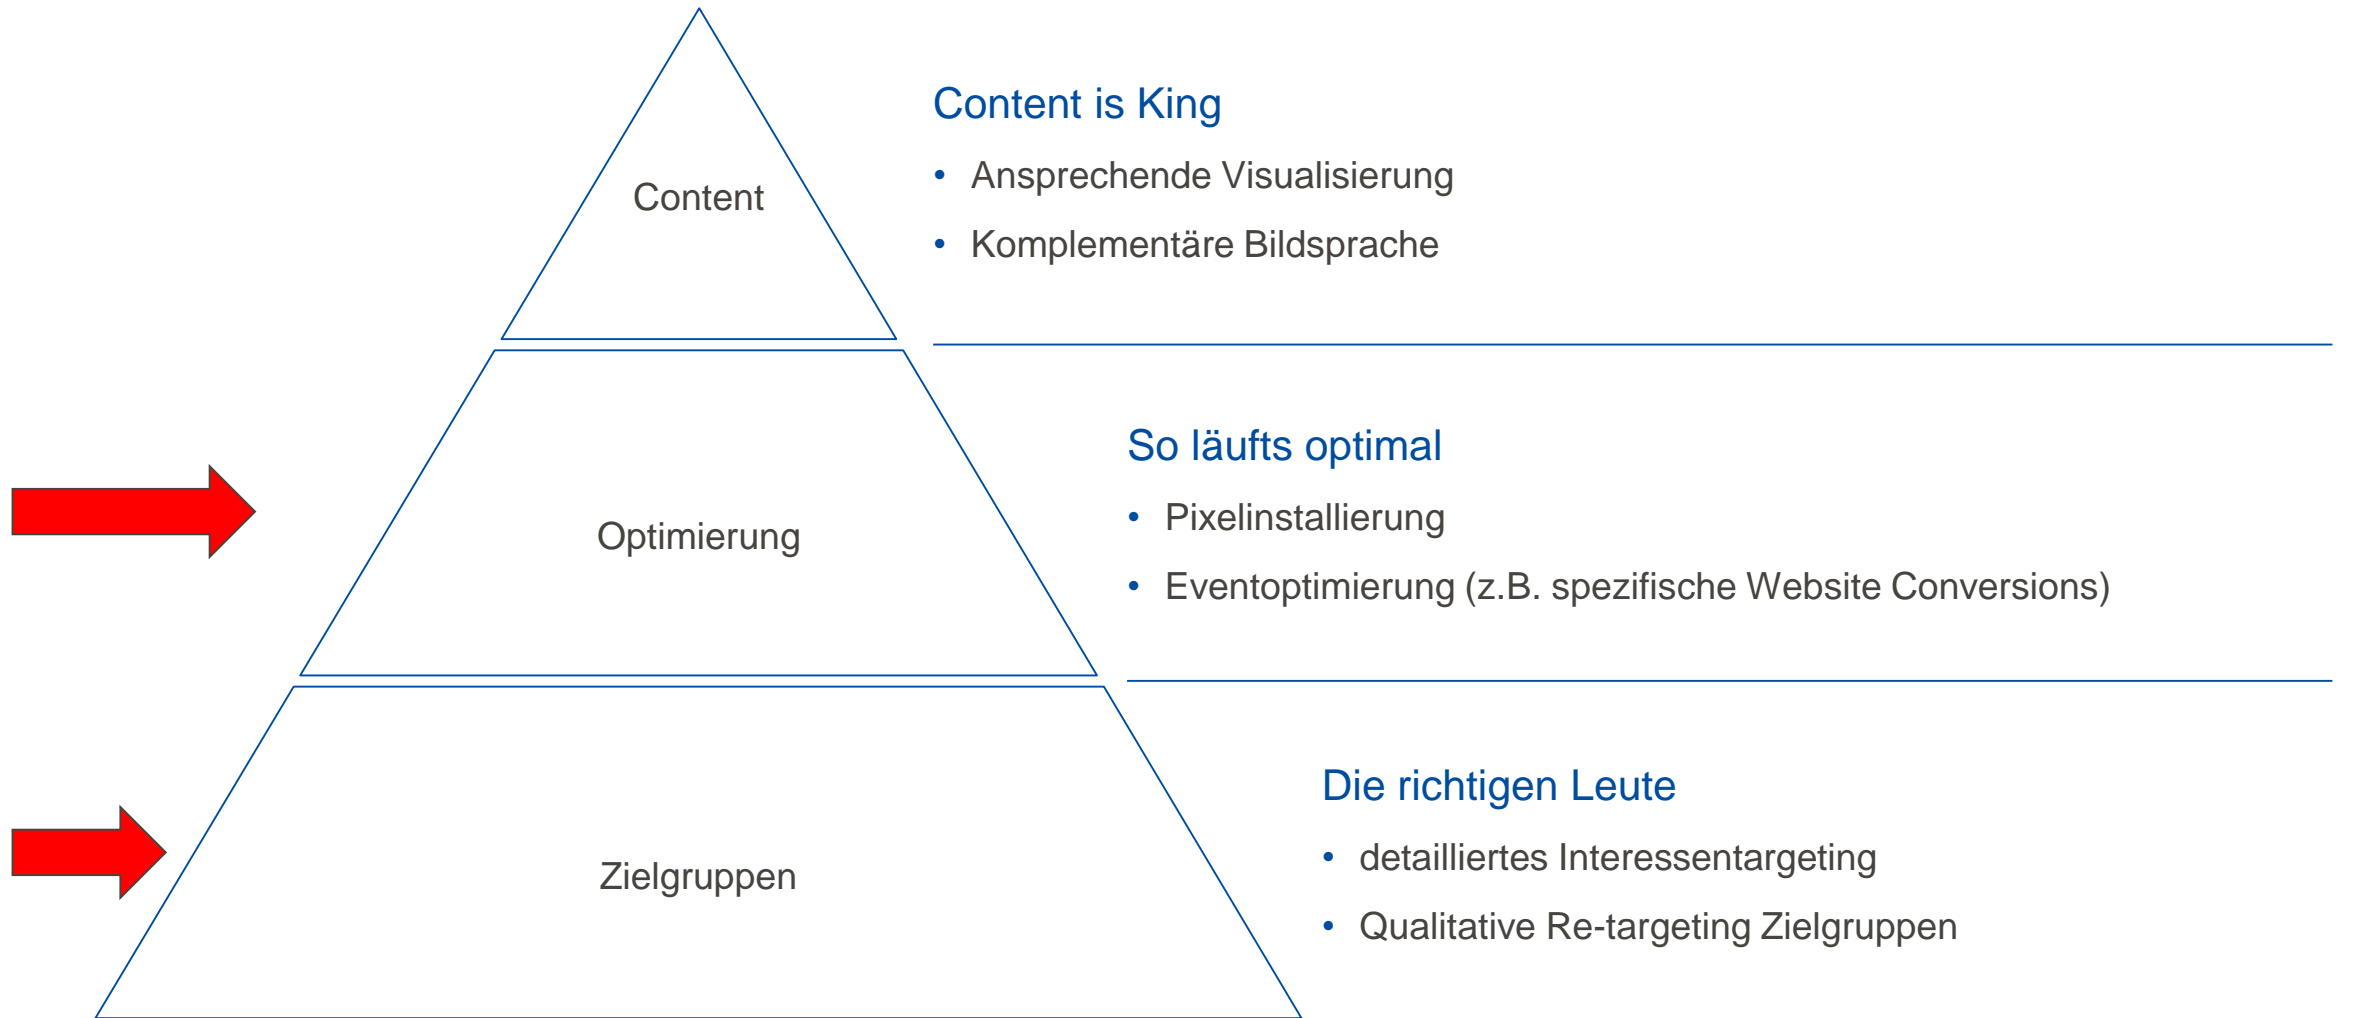 Content
Content is King
• Ansprechende Visualisierung
• Komplementäre Bildsprache
Optimierung
So läufts optimal
• Pixelinstallierung
• Eventoptimierung (z.B. spezifische Website Conversions)
Zielgruppen
Die richtigen Leute
• detailliertes Interessentargeting
• Qualitative Re-targeting Zielgruppen